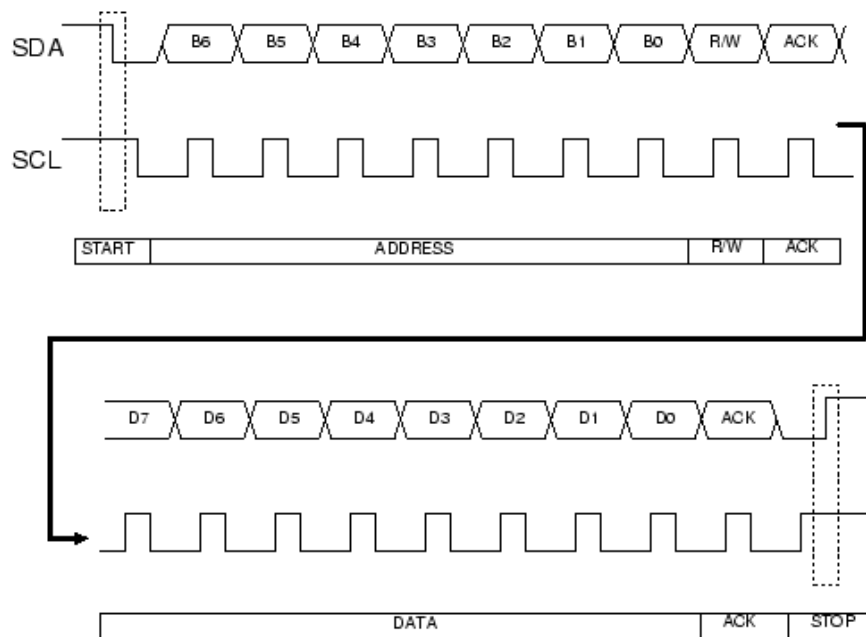 SDA B6 B5 B4 B3 B2 B1 B0 R/W ACK
SCL
START ADDRESS R/W ACK
D7 D6 D5 D4 D3 D2 D1 D0 ACK
DATA ACK STOP